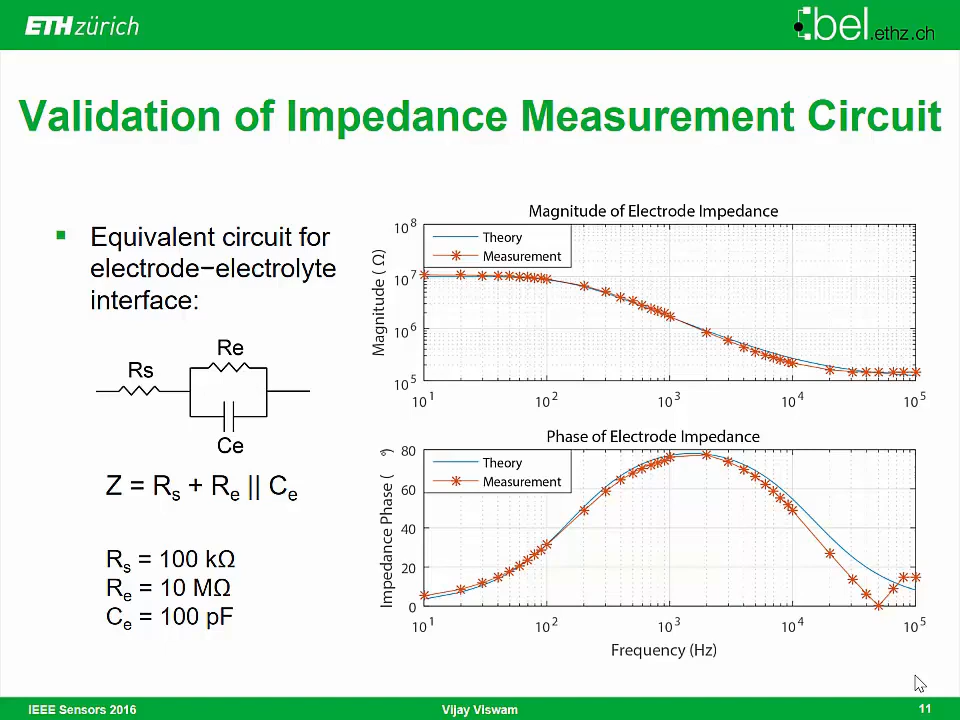 ETH zürich
:bel.ethz.ch
Validation of Impedance Measurement Circuit
▪ Equivalent circuit for
electrode−electrolyte
interface:
Rs
Re
Ce
Z = Rs + Re || Ce
Rs = 100 kΩ
Re = 10 MΩ
Ce = 100 pF
Magnitude of Electrode Impedance
Magnitude ( Ω)
10^8
10^7
10^6
10^5
Theory
Measurement
10^1 10^2 10^3 10^4 10^5
Phase of Electrode Impedance
Impedance Phase ( °)
80
60
40
20
0
Theory
Measurement
10^1 10^2 10^3 10^4 10^5
Frequency (Hz)
IEEE Sensors 2016
Vijay Viswam
11